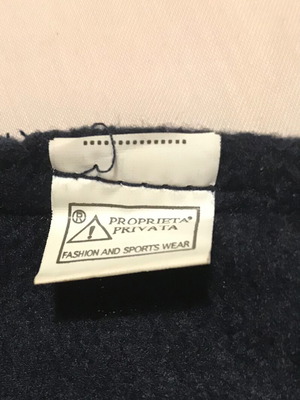 ®
! PROPRIETA'
PRIVATA
FASHION AND SPORTS WEAR